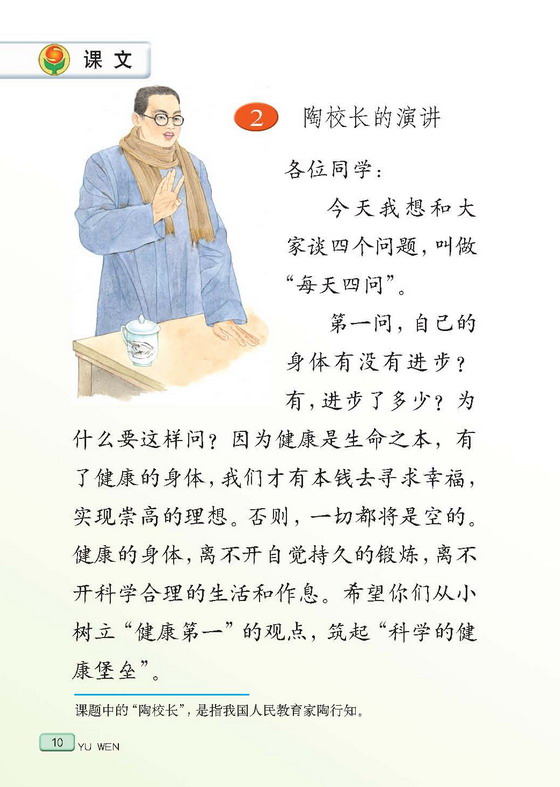 课文
2 陶校长的演讲
各位同学：
今天我想和大
家谈四个问题，叫做
“每天四问”。
第一问，自己的
身体有没有进步？
有，进步了多少？为
什么要这样问？因为健康是生命之本，有
了健康的身体，我们才有本钱去寻求幸福，
实现崇高的理想。否则，一切都将是空的。
健康的身体，离不开自觉持久的锻炼，离不
开科学合理的生活和作息。希望你们从小
树立“健康第一”的观点，筑起“科学的健
康堡垒”。
课题中的“陶校长”，是指我国人民教育家陶行知。
10 YU WEN